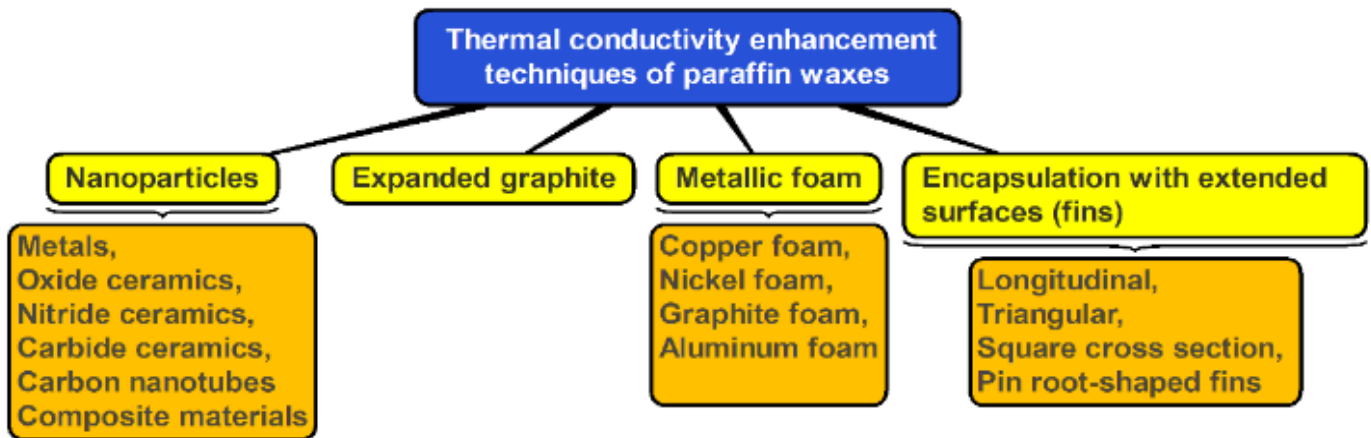 Thermal conductivity enhancement
techniques of paraffin waxes
Nanoparticles
Expanded graphite
Metallic foam
Encapsulation with extended
surfaces (fins)
Metals,
Oxide ceramics,
Nitride ceramics,
Carbide ceramics,
Carbon nanotubes
Composite materials
Copper foam,
Nickel foam,
Graphite foam,
Aluminum foam
Longitudinal,
Triangular,
Square cross section,
Pin root-shaped fins